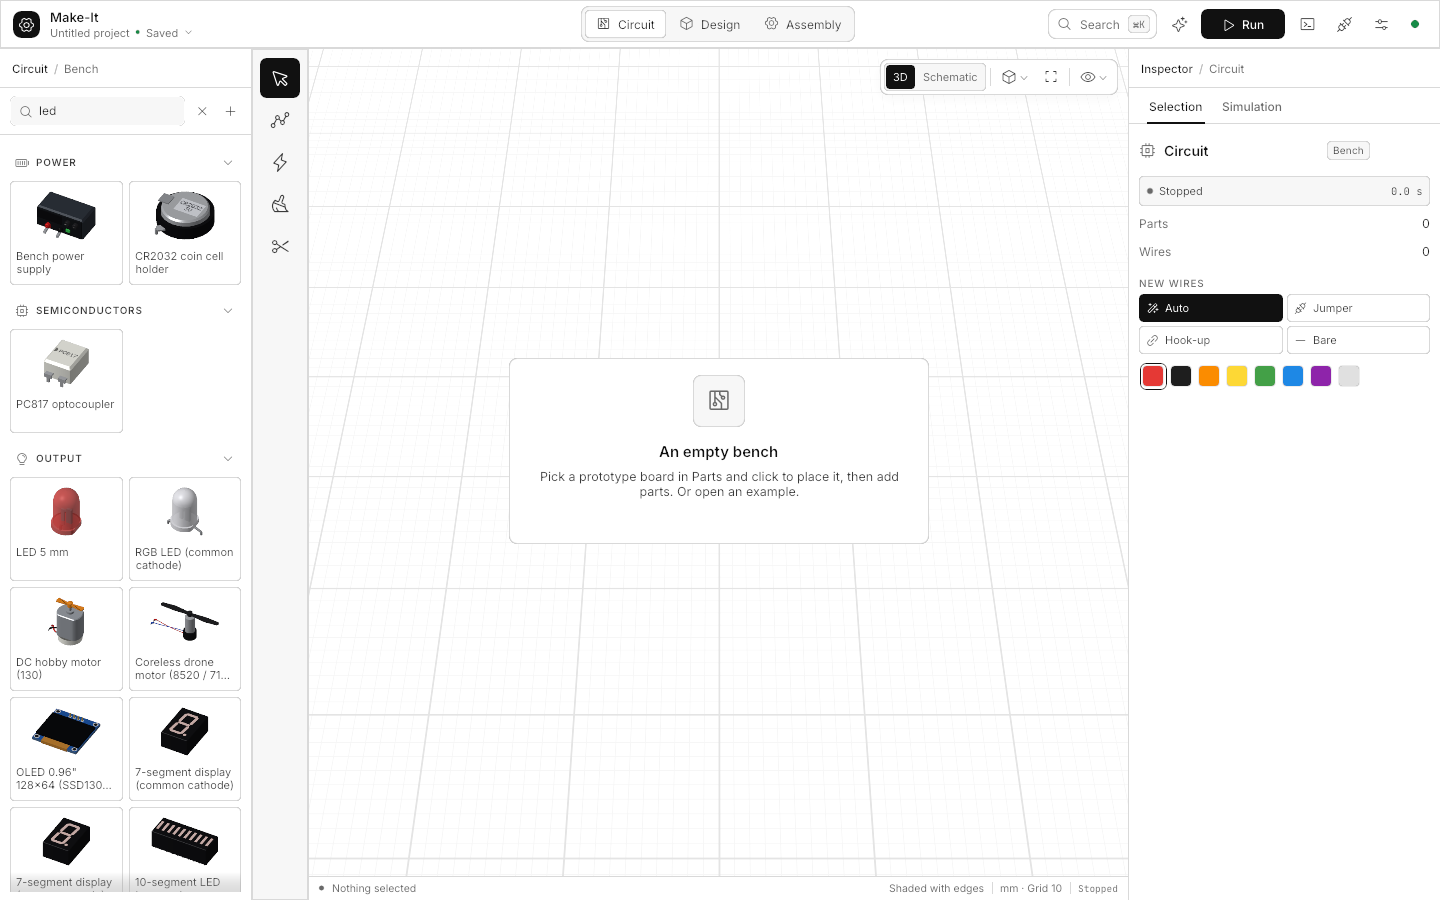 Make-It
Untitled project • Saved
Circuit
Design
Assembly
Search ⌘K
Run
Circuit / Bench
led
POWER
Bench power
supply
CR2032 coin cell
holder
SEMICONDUCTORS
PC817 optocoupler
OUTPUT
LED 5 mm
RGB LED (common
cathode)
DC hobby motor
(130)
Coreless drone
motor (8520 / 71...
OLED 0.96"
128×64 (SSD130...
7-segment display
(common cathode)
7-segment display
10-segment LED
3D
Schematic
An empty bench
Pick a prototype board in Parts and click to place it, then add
parts. Or open an example.
Nothing selected
Shaded with edges
mm · Grid 10
Stopped
Inspector / Circuit
Selection
Simulation
Circuit
Bench
Stopped
0.0 s
Parts
0
Wires
0
NEW WIRES
Auto
Jumper
Hook-up
Bare